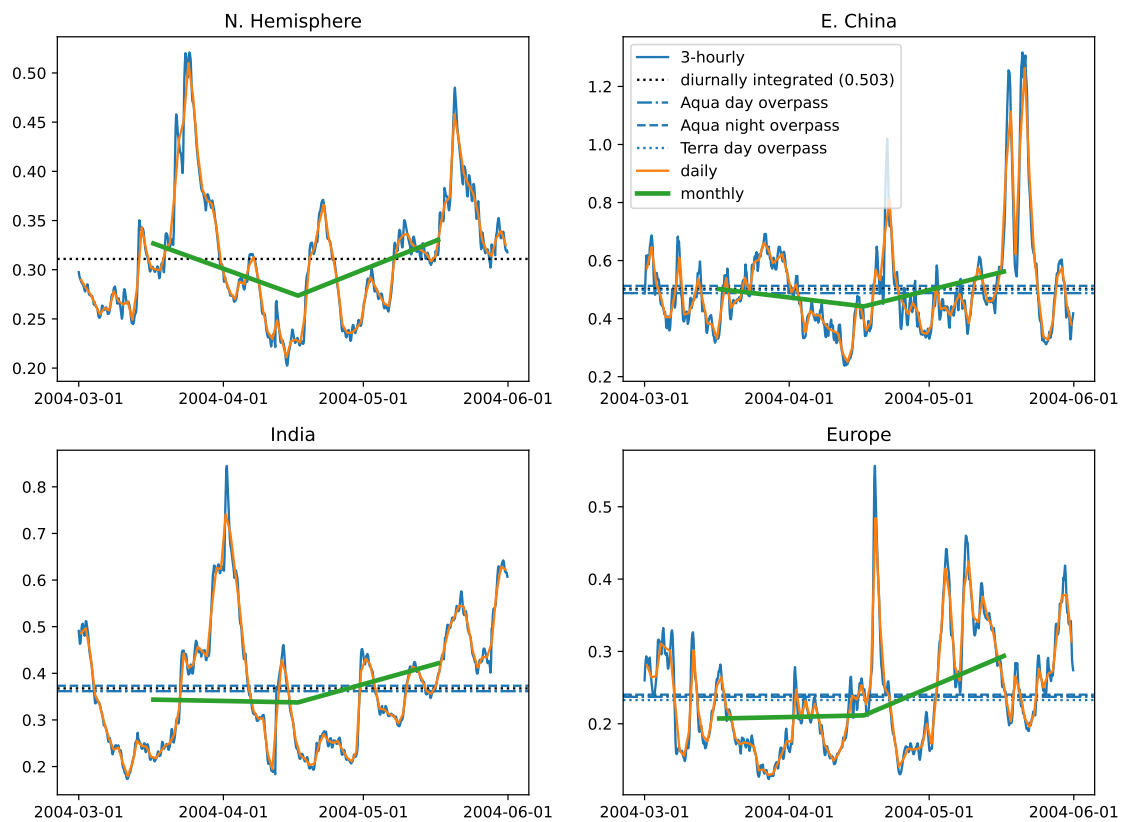 N. Hemisphere
0.50
0.45
0.40
0.35
0.30
0.25
0.20
2004-03-01 2004-04-01 2004-05-01 2004-06-01
E. China
3-hourly
diurnally integrated (0.503)
Aqua day overpass
Aqua night overpass
Terra day overpass
daily
monthly
1.2
1.0
0.8
0.6
0.4
0.2
2004-03-01 2004-04-01 2004-05-01 2004-06-01
India
0.8
0.7
0.6
0.5
0.4
0.3
0.2
2004-03-01 2004-04-01 2004-05-01 2004-06-01
Europe
0.5
0.4
0.3
0.2
2004-03-01 2004-04-01 2004-05-01 2004-06-01